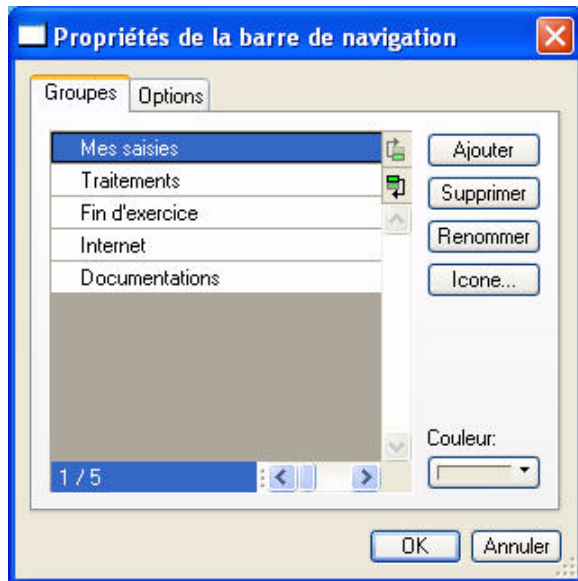 Propriétés de la barre de navigation
Groupes Options
Mes saisies
Traitements
Fin d'exercice
Internet
Documentations
1 / 5
Ajouter
Supprimer
Renommer
Icone...
Couleur:
OK Annuler